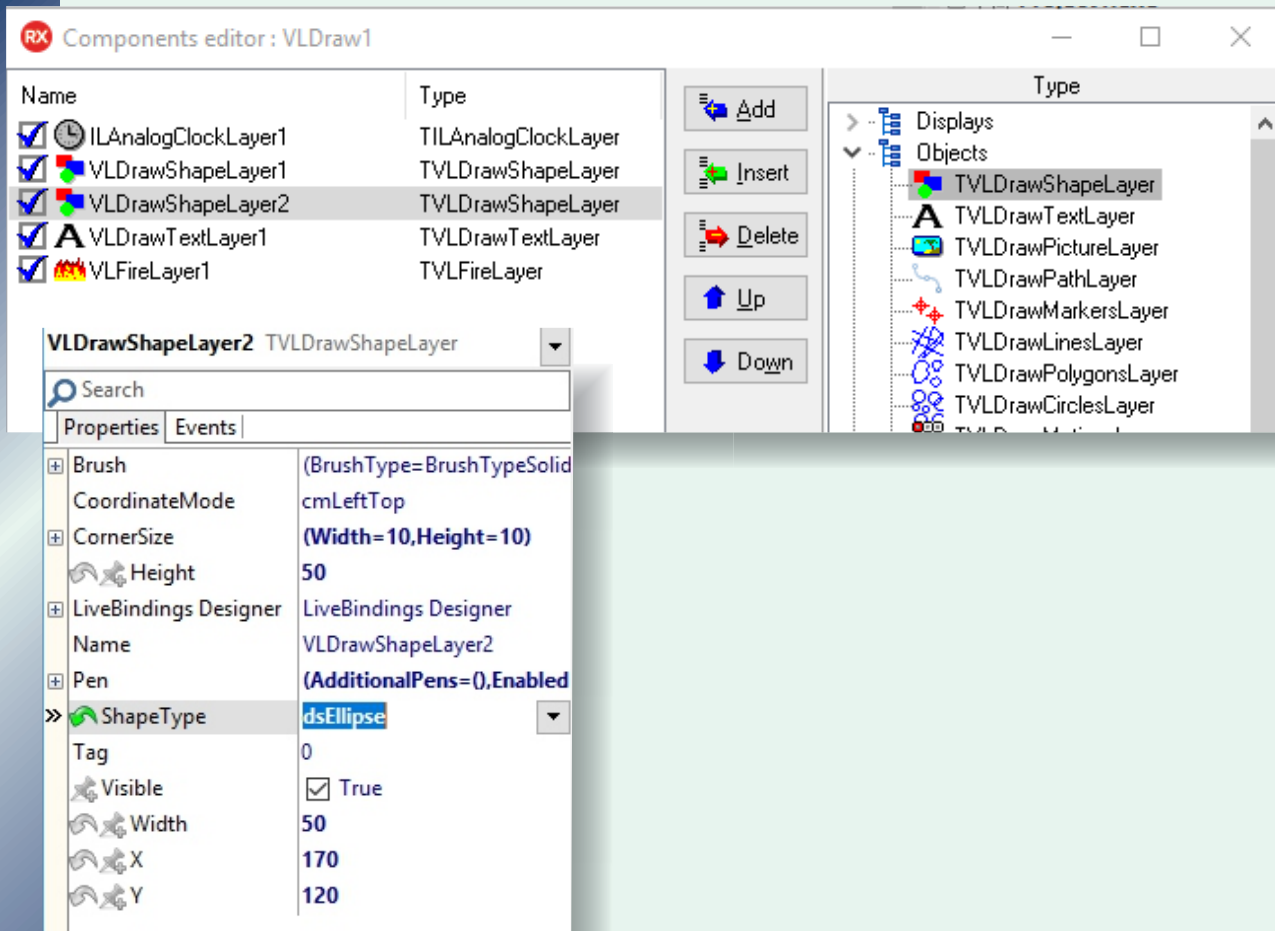 RX Components editor : VLDraw1
Name Type
ILAnalogClockLayer1 TILAnalogClockLayer
VLDrawShapeLayer1 TVLDrawShapeLayer
VLDrawShapeLayer2 TVLDrawShapeLayer
A VLDrawTextLayer1 TVLDrawTextLayer
VLFireLayer1 TVLFireLayer
Add
Insert
Delete
Up
Down
Type
Displays
Objects
TVLDrawShapeLayer
A TVLDrawTextLayer
TVLDrawPictureLayer
TVLDrawPathLayer
TVLDrawMarkersLayer
TVLDrawLinesLayer
TVLDrawPolygonsLayer
TVLDrawCirclesLayer
VLDrawShapeLayer2 TVLDrawShapeLayer
Search
Properties Events
Brush (BrushType=BrushTypeSolid
CoordinateMode cmLeftTop
CornerSize (Width=10,Height=10)
Height 50
LiveBindings Designer LiveBindings Designer
Name VLDrawShapeLayer2
Pen (AdditionalPens=(),Enabled
ShapeType dsEllipse
Tag 0
Visible True
Width 50
X 170
Y 120